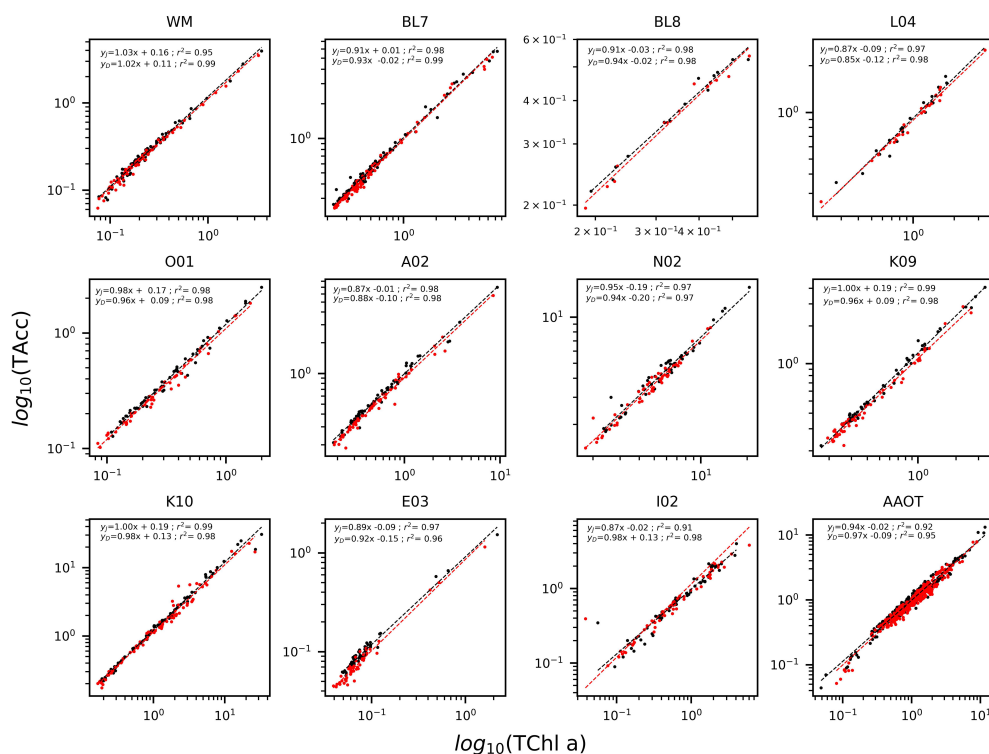 WM
BL7
BL8
L04
y_J=1.03x + 0.16 ; r²= 0.95
y_D=1.02x + 0.11 ; r²= 0.99
y_J=0.91x + 0.01 ; r²= 0.98
y_D=0.93x -0.02 ; r²= 0.99
y_J=0.91x -0.03 ; r²= 0.98
y_D=0.94x -0.02 ; r²= 0.98
y_J=0.87x -0.09 ; r²= 0.97
y_D=0.85x -0.12 ; r²= 0.98
10⁰
10⁻¹
10⁻¹ 10⁰
10⁰
10⁰
6 × 10⁻¹
4 × 10⁻¹
3 × 10⁻¹
2 × 10⁻¹
2 × 10⁻¹ 3 × 10⁻¹ 4 × 10⁻¹
10⁰
10⁰
O01
A02
N02
K09
y_J=0.98x + 0.17 ; r²= 0.98
y_D=0.96x + 0.09 ; r²= 0.98
y_J=0.87x -0.01 ; r²= 0.98
y_D=0.88x -0.10 ; r²= 0.98
y_J=0.95x -0.19 ; r²= 0.97
y_D=0.94x -0.20 ; r²= 0.97
y_J=1.00x + 0.19 ; r²= 0.99
y_D=0.96x + 0.09 ; r²= 0.98
log₁₀(TAcc)
10⁰
10⁻¹
10⁻¹ 10⁰
10⁰
10⁰ 10¹
10¹
10¹
10⁰
10⁰
K10
E03
I02
AAOT
y_J=1.00x + 0.19 ; r²= 0.99
y_D=0.98x + 0.13 ; r²= 0.98
y_J=0.89x -0.09 ; r²= 0.97
y_D=0.92x -0.15 ; r²= 0.96
y_J=0.87x -0.02 ; r²= 0.91
y_D=0.98x + 0.13 ; r²= 0.98
y_J=0.94x -0.02 ; r²= 0.92
y_D=0.97x -0.09 ; r²= 0.95
10¹
10⁰
10⁰ 10¹
10⁰
10⁻¹
10⁻¹ 10⁰
10¹
10⁰
10⁻¹
10⁻¹ 10⁰ 10¹
10¹
10⁰
10⁻¹
10⁻¹ 10⁰ 10¹
log₁₀(TChl a)